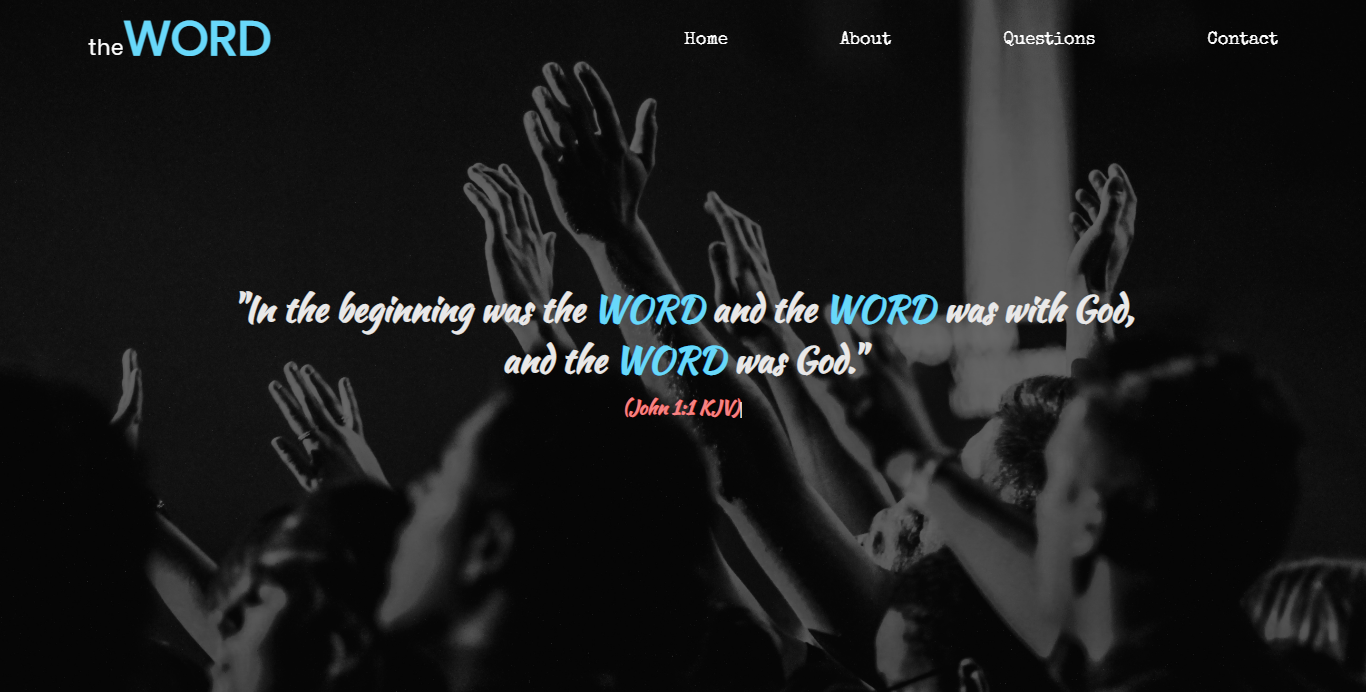 theWORD
Home About Questions Contact
"In the beginning was the WORD and the WORD was with God,
and the WORD was God."
(John 1:1 KJV)